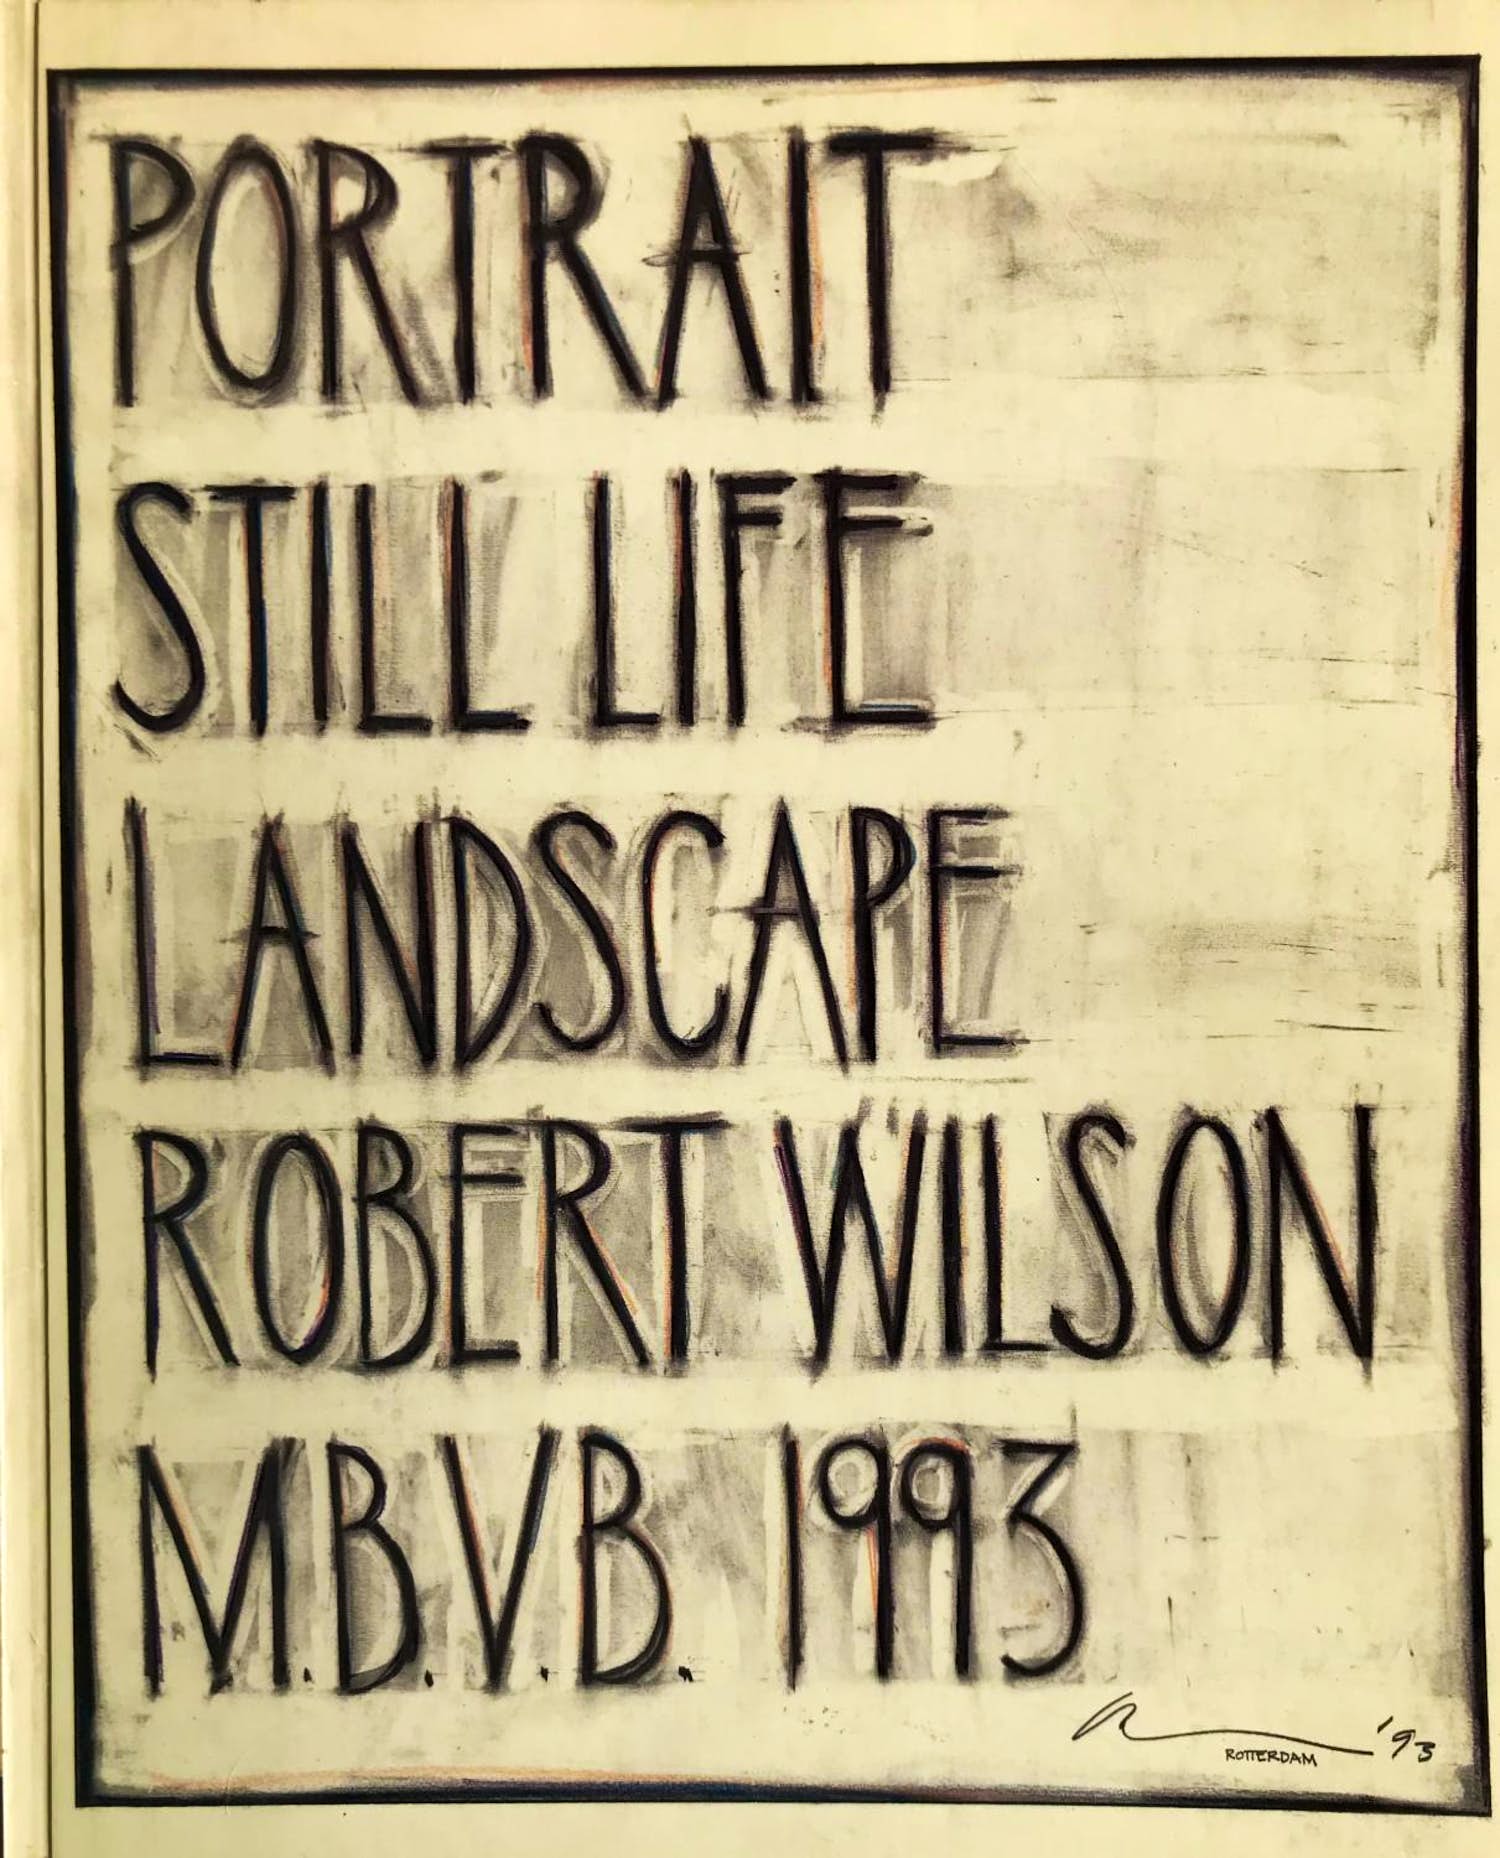 PORTRAIT
STILL LIFE
LANDSCAPE
ROBERT WILSON
M.B.V.B. 1993
'93
ROTTERDAM